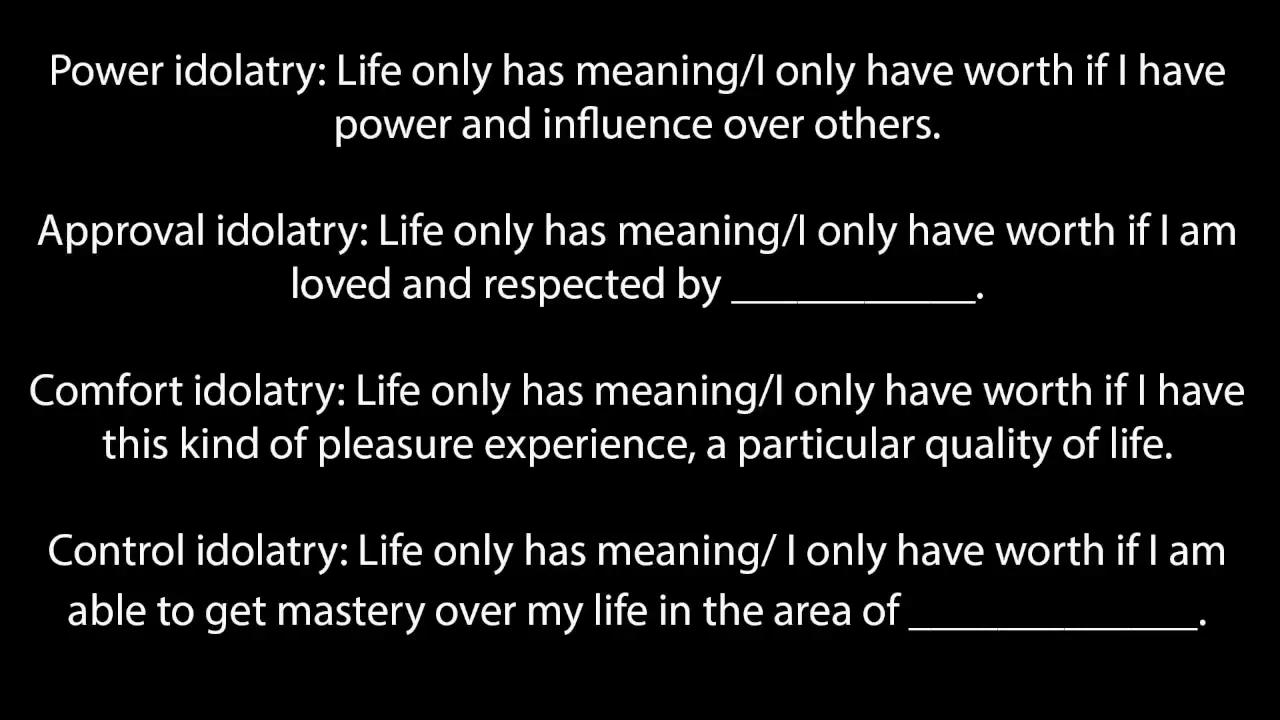 Power idolatry: Life only has meaning/I only have worth if I have
power and influence over others.
Approval idolatry: Life only has meaning/I only have worth if I am
loved and respected by ___________.
Comfort idolatry: Life only has meaning/I only have worth if I have
this kind of pleasure experience, a particular quality of life.
Control idolatry: Life only has meaning/ I only have worth if I am
able to get mastery over my life in the area of _____________.